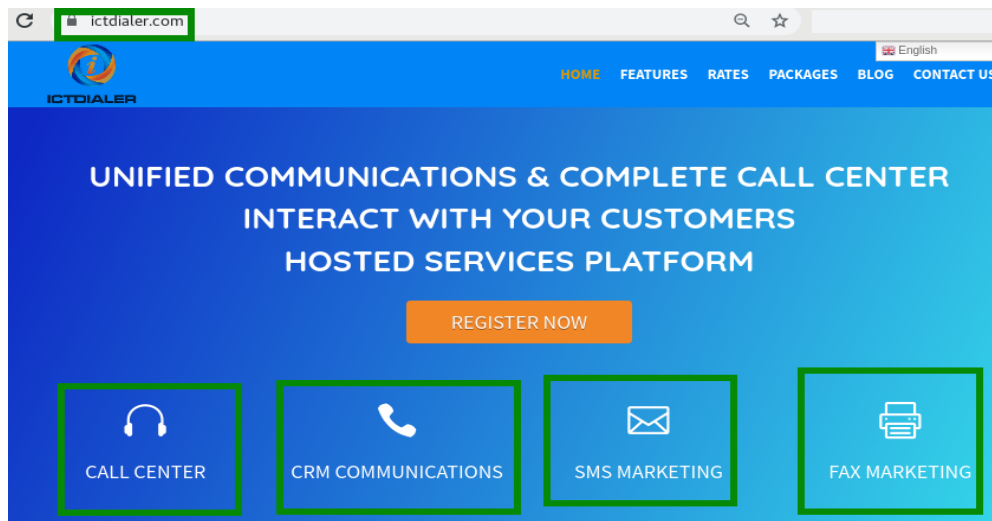 ictdialer.com
English
ICTDIALER
HOME FEATURES RATES PACKAGES BLOG CONTACT US
UNIFIED COMMUNICATIONS & COMPLETE CALL CENTER
INTERACT WITH YOUR CUSTOMERS
HOSTED SERVICES PLATFORM
REGISTER NOW
CALL CENTER CRM COMMUNICATIONS SMS MARKETING FAX MARKETING